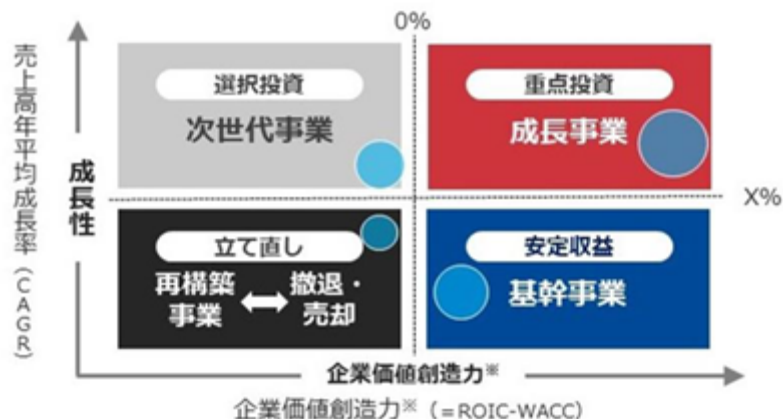 売上高年平均成長率(CAGR)
成長性
0%
選択投資
次世代事業
重点投資
成長事業
X%
立て直し
再構築
事業
撤退・
売却
安定収益
基幹事業
企業価値創造力※
企業価値創造力※(=ROIC-WACC)